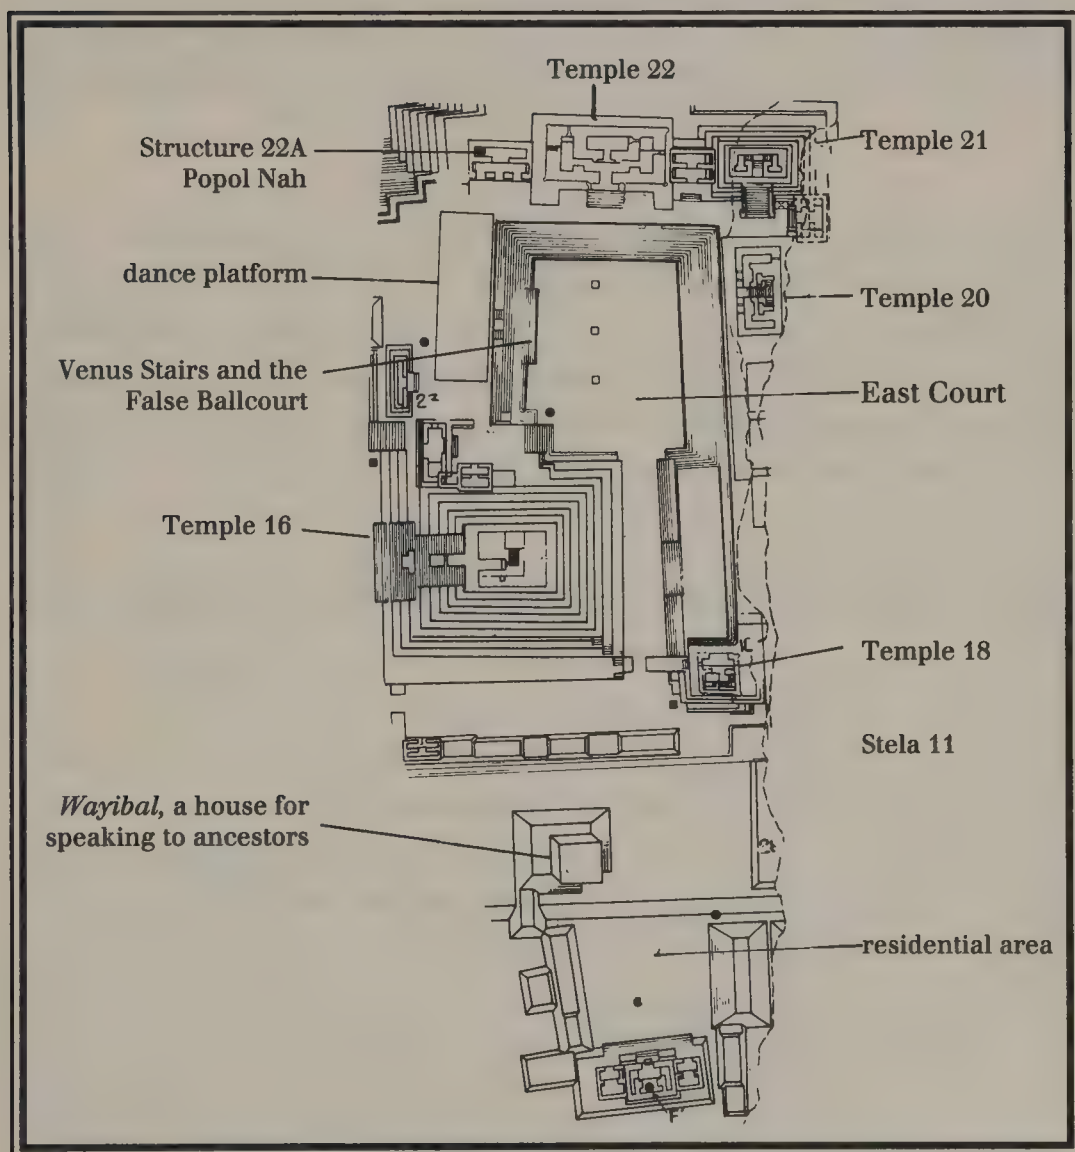 Temple 22
Structure 22A
Popol Nah
Temple 21
dance platform
Temple 20
Venus Stairs and the
False Ballcourt
East Court
Temple 16
Temple 18
Stela 11
Wayibal, a house for
speaking to ancestors
residential area